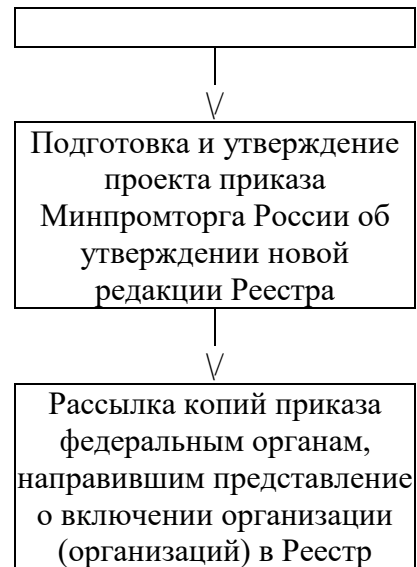 Подготовка и утверждение
проекта приказа
Минпромторга России об
утверждении новой
редакции Реестра
Рассылка копий приказа
федеральным органам,
направившим представление
о включении организации
(организаций) в Реестр